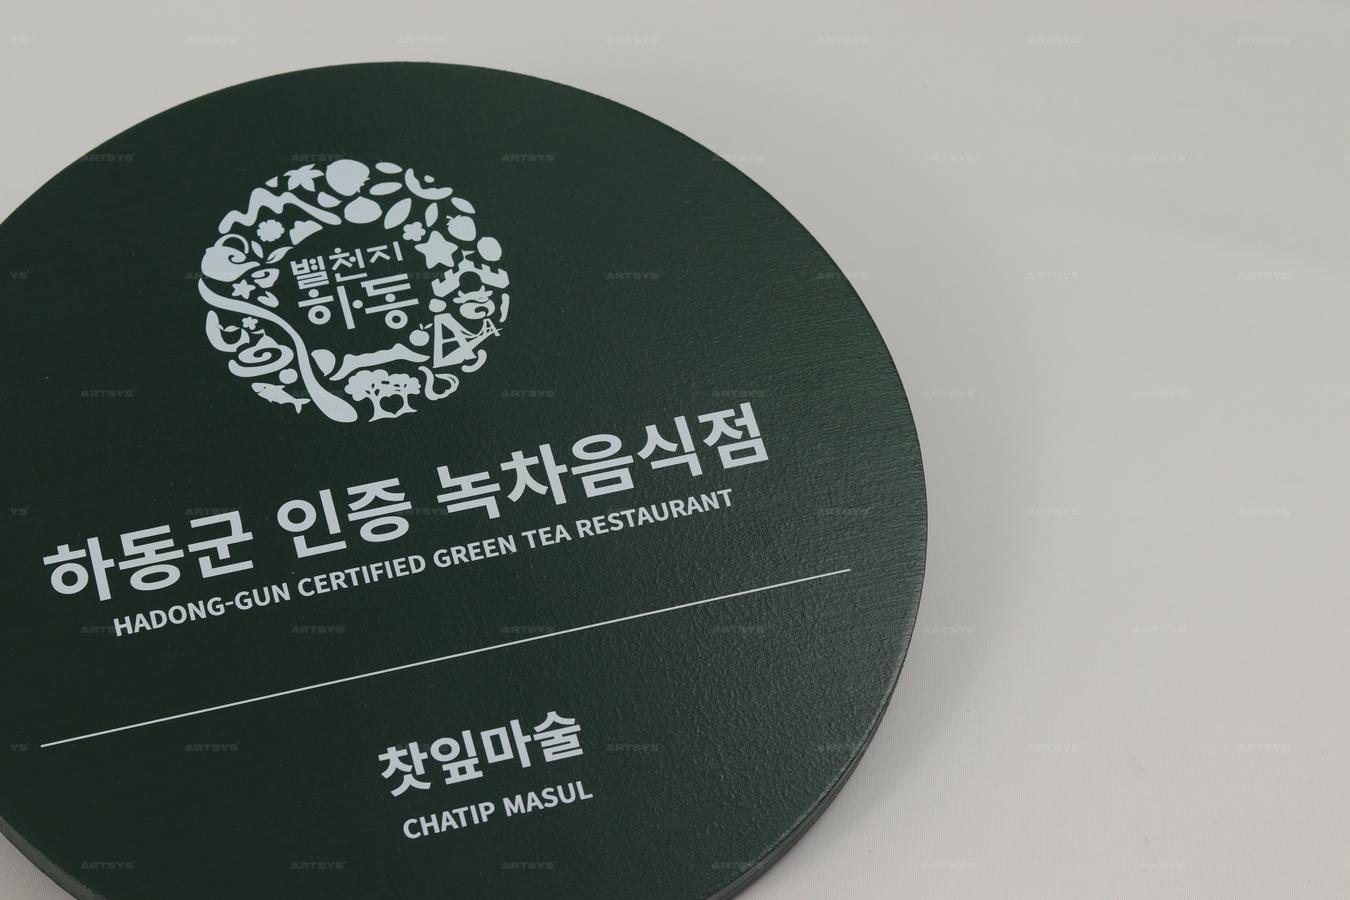 별천지
하동
하동군 인증 녹차음식점
HADONG-GUN CERTIFIED GREEN TEA RESTAURANT
찻잎마술
CHATIP MASUL
ARTSYS